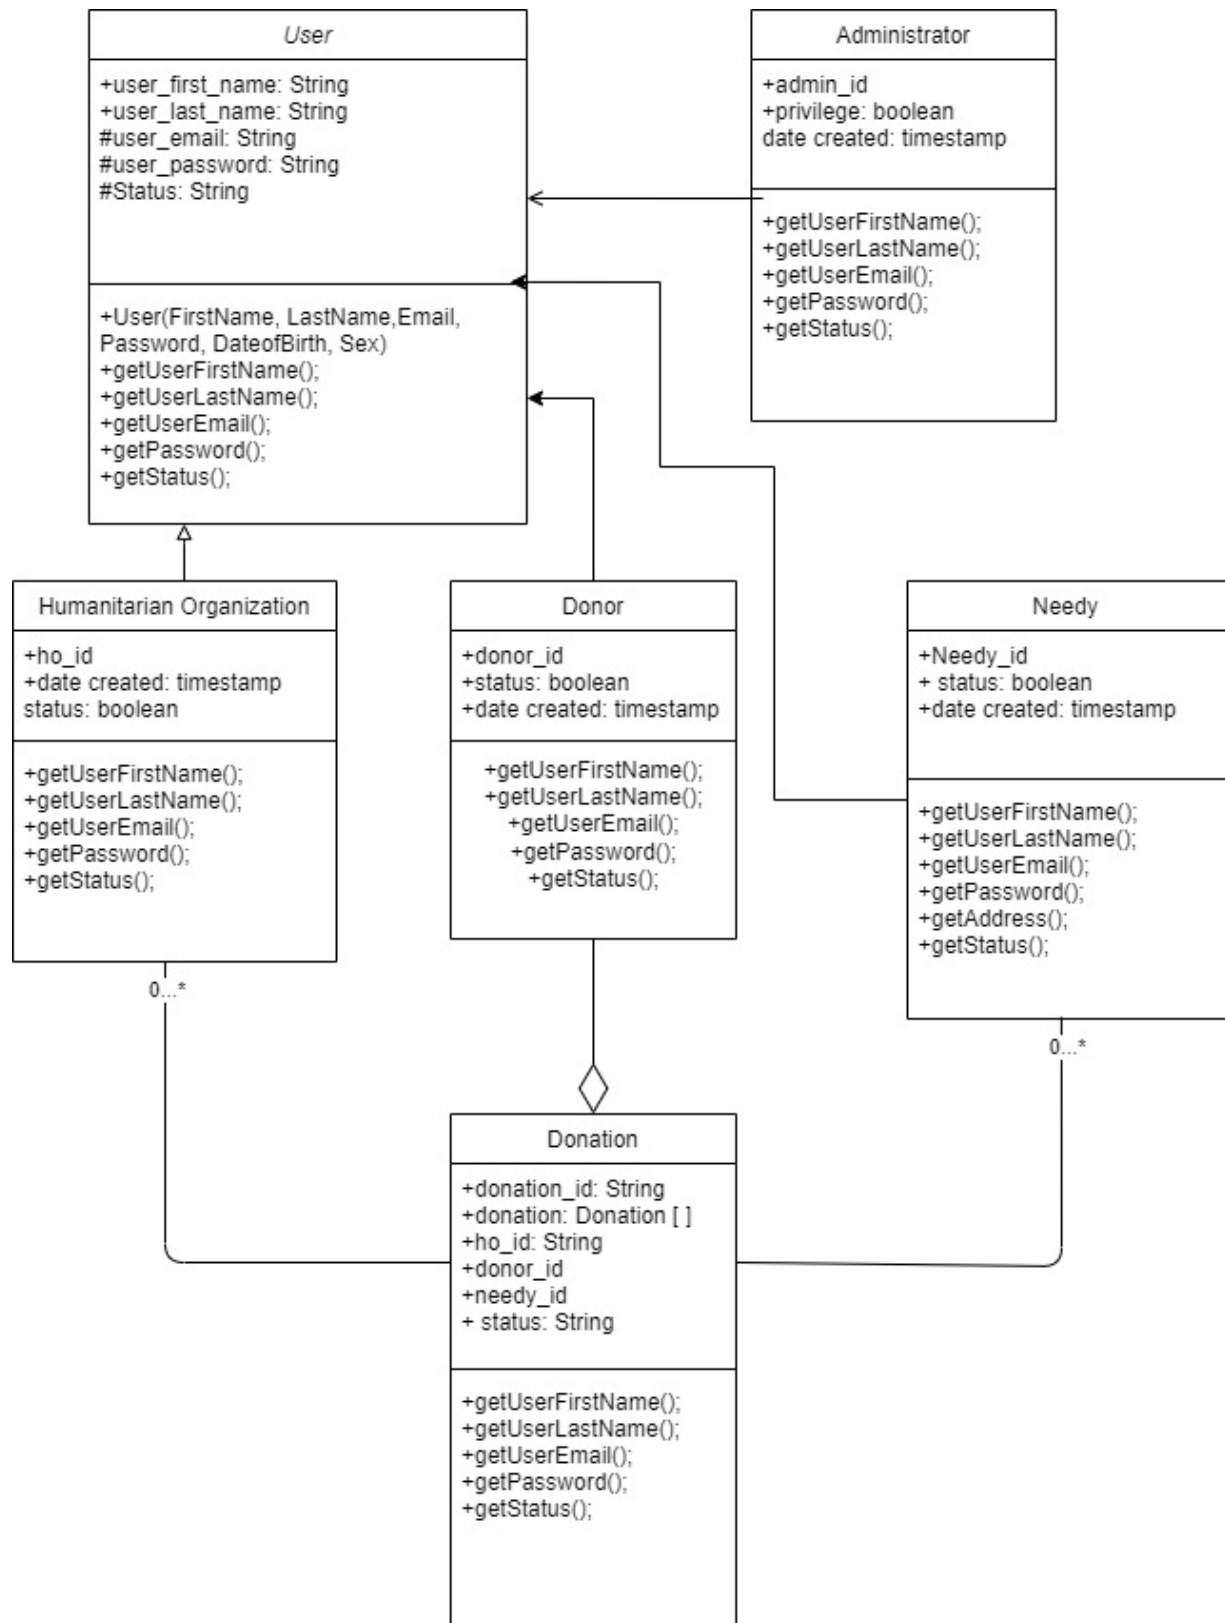 User
+user_first_name: String
+user_last_name: String
#user_email: String
#user_password: String
#Status: String
+User(FirstName, LastName,Email,
Password, DateofBirth, Sex)
+getUserFirstName();
+getUserLastName();
+getUserEmail();
+getPassword();
+getStatus();
Administrator
+admin_id
+privilege: boolean
date created: timestamp
+getUserFirstName();
+getUserLastName();
+getUserEmail();
+getPassword();
+getStatus();
Humanitarian Organization
+ho_id
+date created: timestamp
status: boolean
+getUserFirstName();
+getUserLastName();
+getUserEmail();
+getPassword();
+getStatus();
0...*
Donor
+donor_id
+status: boolean
+date created: timestamp
+getUserFirstName();
+getUserLastName();
+getUserEmail();
+getPassword();
+getStatus();
Needy
+Needy_id
+ status: boolean
+date created: timestamp
+getUserFirstName();
+getUserLastName();
+getUserEmail();
+getPassword();
+getAddress();
+getStatus();
0...*
Donation
+donation_id: String
+donation: Donation [ ]
+ho_id: String
+donor_id
+needy_id
+ status: String
+getUserFirstName();
+getUserLastName();
+getUserEmail();
+getPassword();
+getStatus();